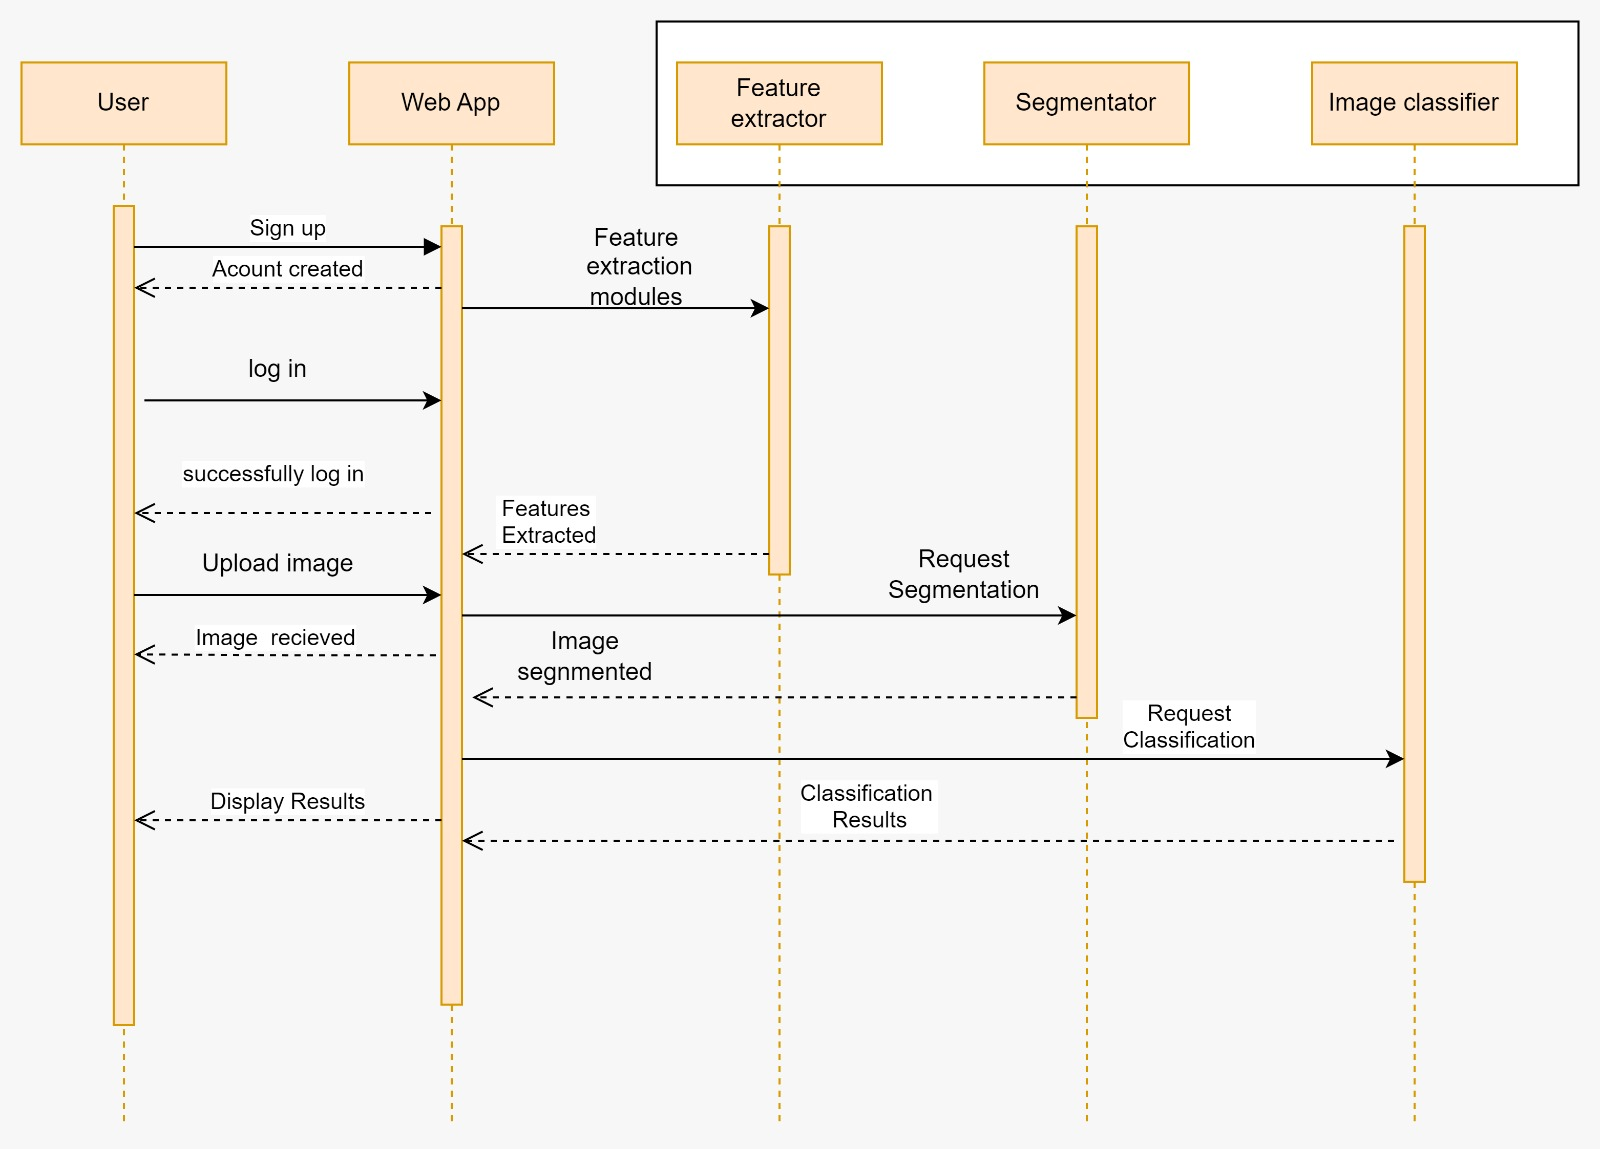 User
Web App
Feature
extractor
Segmentator
Image classifier
Sign up
Acount created
Feature
extraction
modules
log in
successfully log in
Features
Extracted
Upload image
Request
Segmentation
Image  recieved
Image
segnmented
Request
Classification
Display Results
Classification
Results